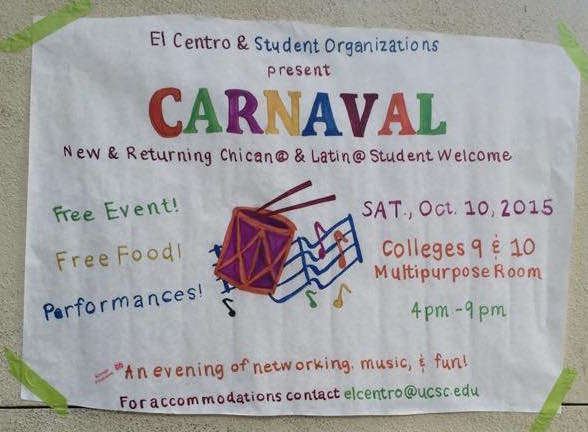 El Centro & Student Organizations
present
CARNAVAL
New & Returning Chican@ & Latin@ Student Welcome
Free Event!
Free Food!
Performances!
SAT., Oct. 10, 2015
Colleges 9 & 10
Multipurpose Room
4pm - 9pm
An evening of networking, music, & fun!
For accommodations contact elcentro@ucsc.edu